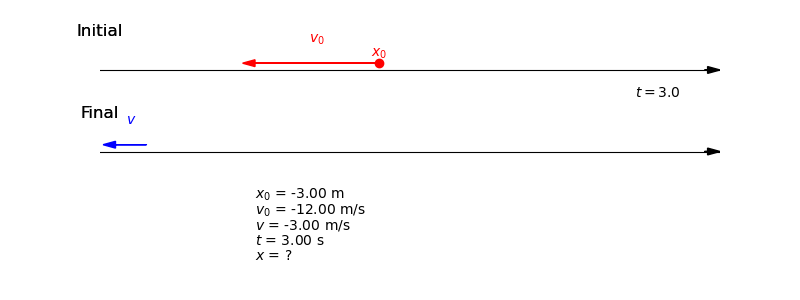 Initial
v₀
x₀
t = 3.0
Final
v
x₀ = -3.00 m
v₀ = -12.00 m/s
v = -3.00 m/s
t = 3.00 s
x = ?